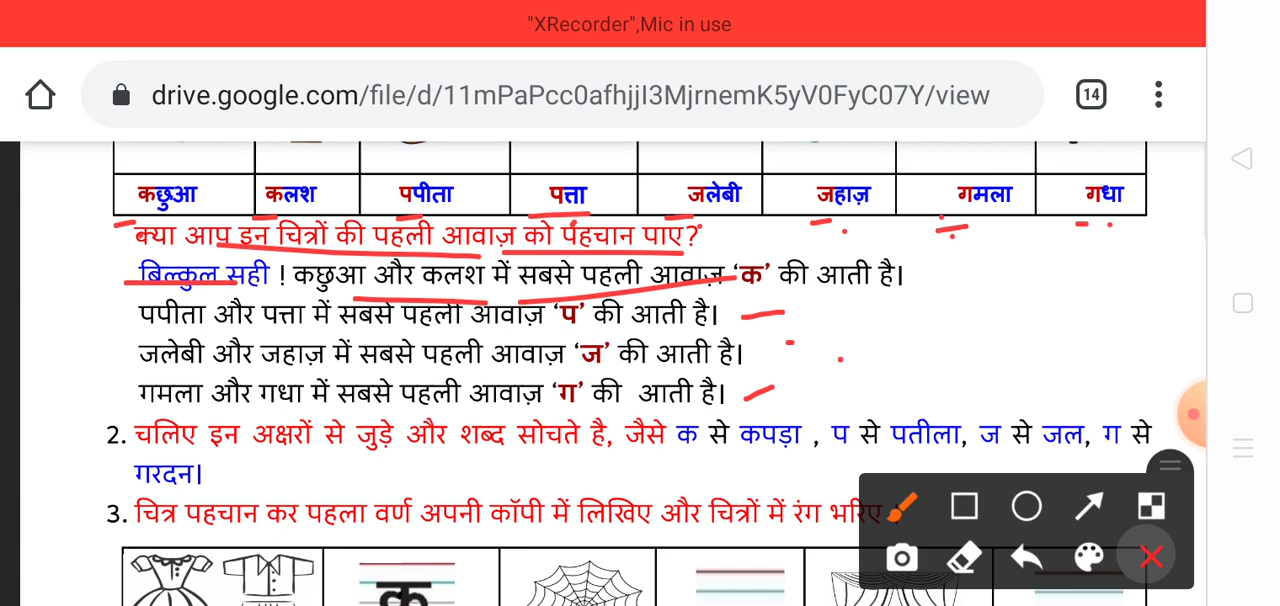 "XRecorder",Mic in use
drive.google.com/file/d/11mPaPcc0afhjjI3MjrnemK5yV0FyC07Y/view
14
कछुआ कलश पपीता पत्ता जलेबी जहाज़ गमला गधा
क्या आप इन चित्रों की पहली आवाज़ को पहचान पाए?
बिल्कुल सही ! कछुआ और कलश में सबसे पहली आवाज़ ‘क’ की आती है।
पपीता और पत्ता में सबसे पहली आवाज़ ‘प’ की आती है।
जलेबी और जहाज़ में सबसे पहली आवाज़ ‘ज’ की आती है।
गमला और गधा में सबसे पहली आवाज़ ‘ग’ की आती है।
2. चलिए इन अक्षरों से जुड़े और शब्द सोचते है, जैसे क से कपड़ा , प से पतीला, ज से जल, ग से
गरदन।
3. चित्र पहचान कर पहला वर्ण अपनी कॉपी में लिखिए और चित्रों में रंग भरिए
क